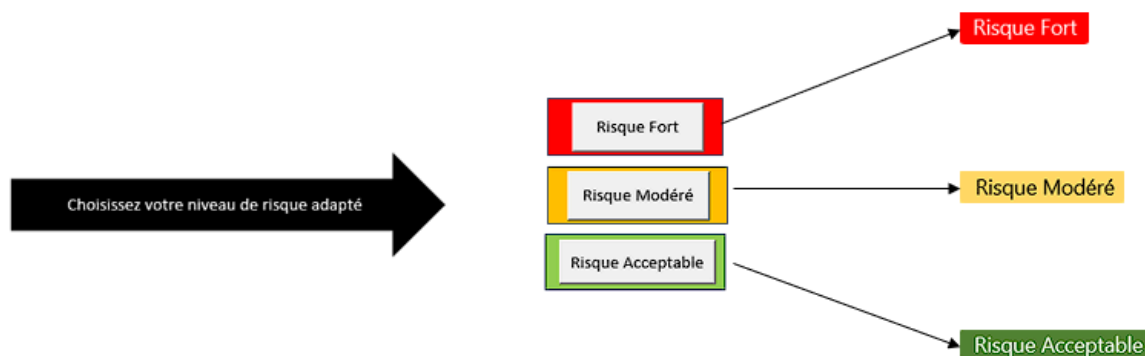 Risque Fort
Risque Fort
Choisissez votre niveau de risque adapté
Risque Modéré
Risque Modéré
Risque Acceptable
Risque Acceptable